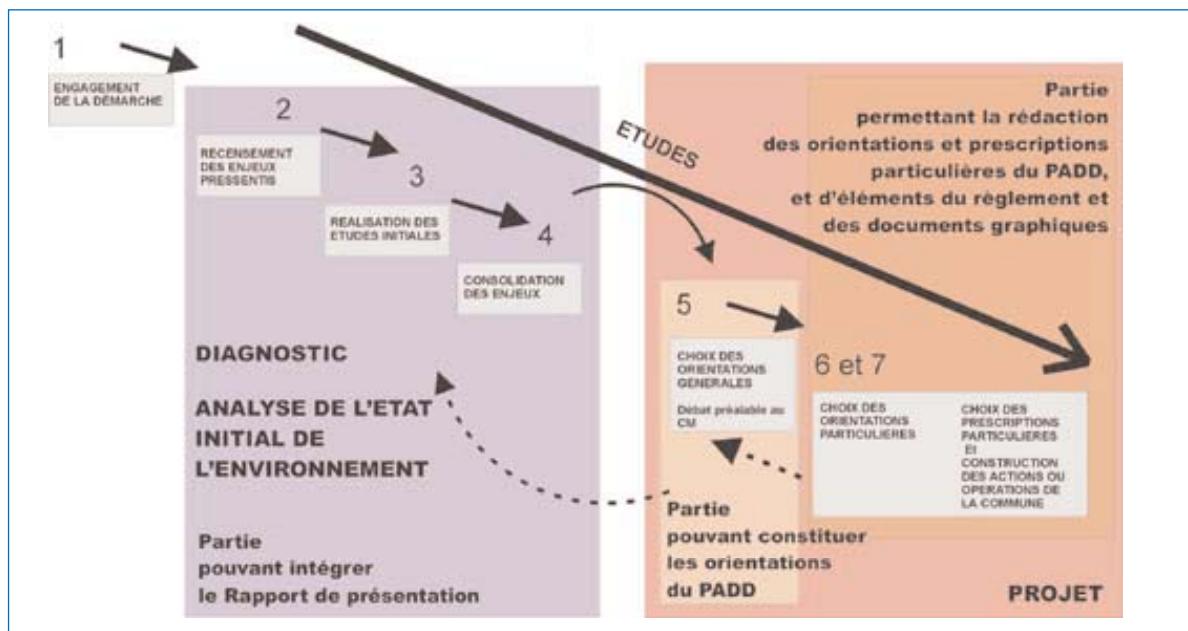 1
ENGAGEMENT
DE LA DÉMARCHE
2
RECENSEMENT
DES ENJEUX
PRESSENTIS
3
REALISATION DES
ETUDES INITIALES
4
CONSOLIDATION
DES ENJEUX
DIAGNOSTIC
ANALYSE DE L'ETAT
INITIAL DE
L'ENVIRONNEMENT
Partie
pouvant intégrer
le Rapport de présentation
ETUDES
Partie
permettant la rédaction
des orientations et prescriptions
particulières du PADD,
et d'éléments du règlement et
des documents graphiques
5
CHOIX DES
ORIENTATIONS
GENERALES
Débat préalable au
CM
6 et 7
CHOIX DES
ORIENTATIONS
PARTICULIERES
CHOIX DES
PRESCRIPTIONS
PARTICULIERES
Et
CONSTRUCTION
DES ACTIONS OU
OPERATIONS DE
LA COMMUNE
Partie
pouvant constituer
les orientations
du PADD
PROJET